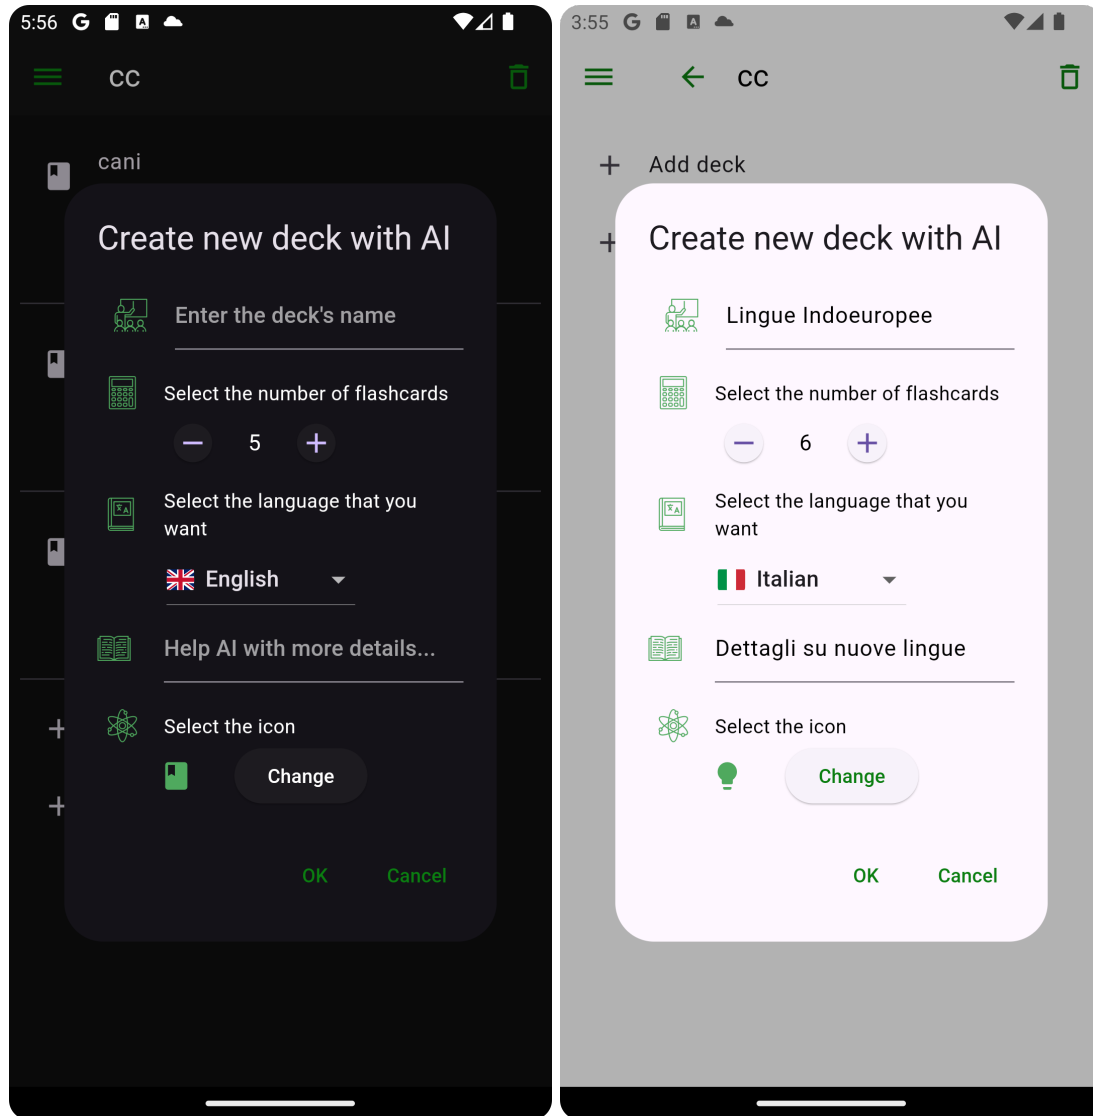 5:56
cc
cani
Create new deck with AI
Enter the deck's name
Select the number of flashcards
5
Select the language that you
want
English
Help AI with more details...
Select the icon
Change
OK Cancel
3:55
cc
Add deck
Create new deck with AI
Lingue Indoeuropee
Select the number of flashcards
6
Select the language that you
want
Italian
Dettagli su nuove lingue
Select the icon
Change
OK Cancel